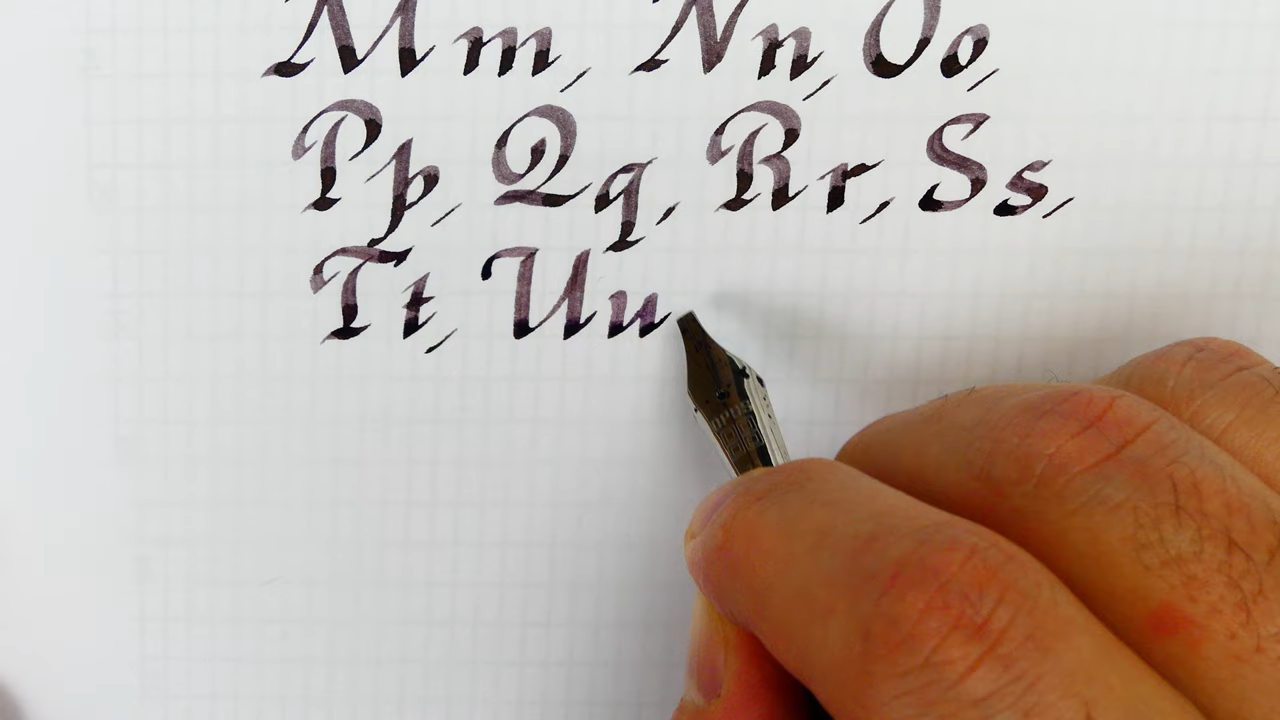 Mm, Nn, Oo,
Pp, Qq, Rr, Ss,
Tt, Uu